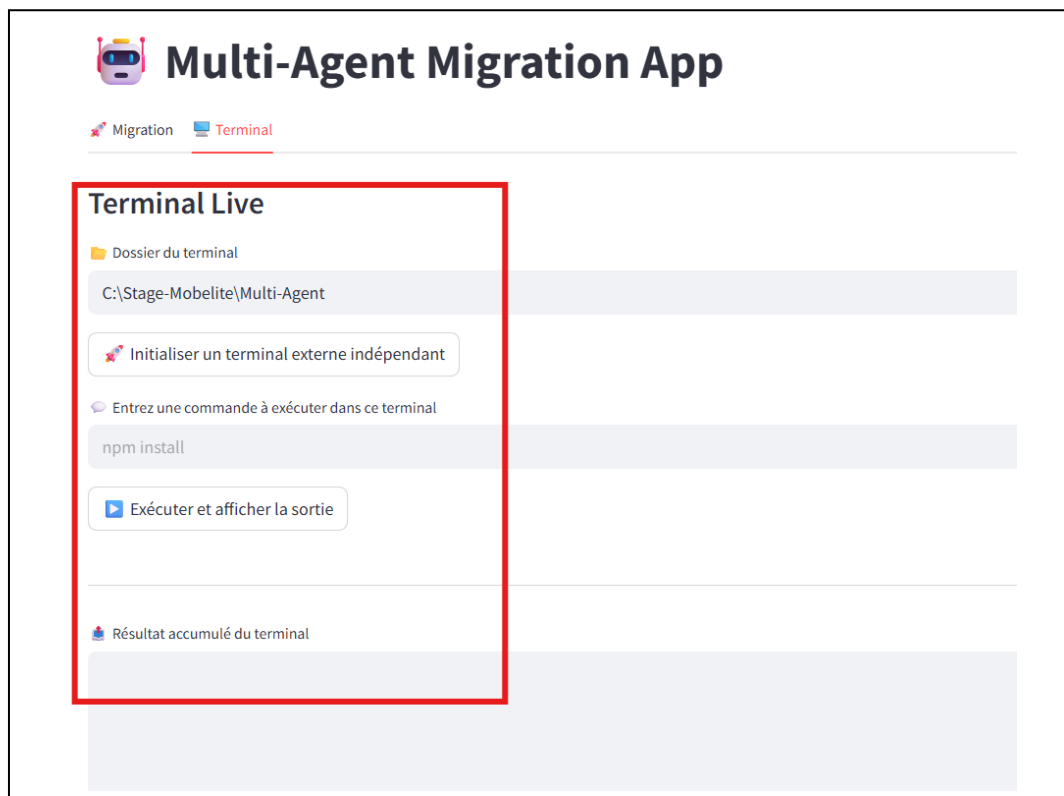 Multi-Agent Migration App
Migration Terminal
Terminal Live
Dossier du terminal
C:\Stage-Mobelite\Multi-Agent
Initialiser un terminal externe indépendant
Entrez une commande à exécuter dans ce terminal
npm install
Exécuter et afficher la sortie
Résultat accumulé du terminal